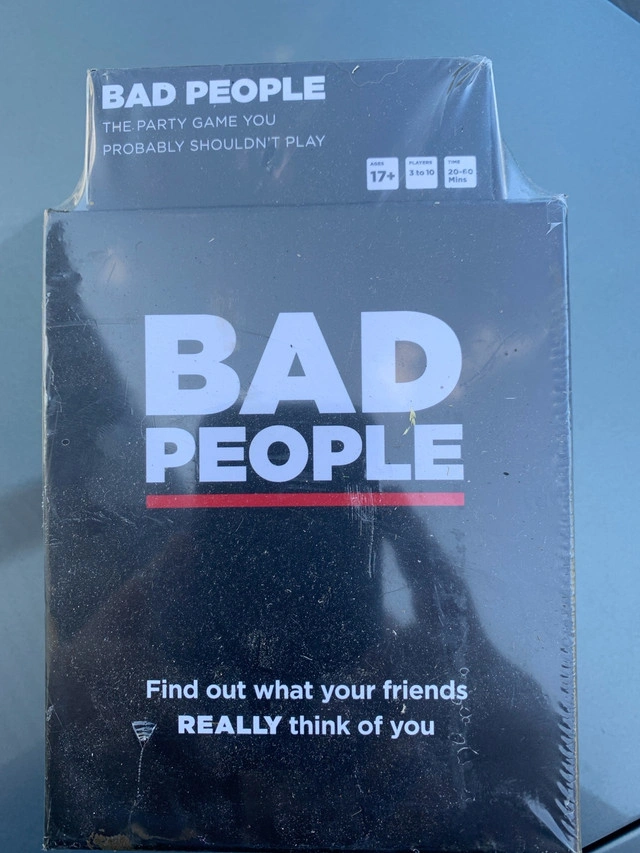 BAD PEOPLE
THE PARTY GAME YOU
PROBABLY SHOULDN'T PLAY
AGES
17+
PLAYERS
3 to 10
TIME
20-60
Mins
BAD
PEOPLE
Find out what your friends
REALLY think of you